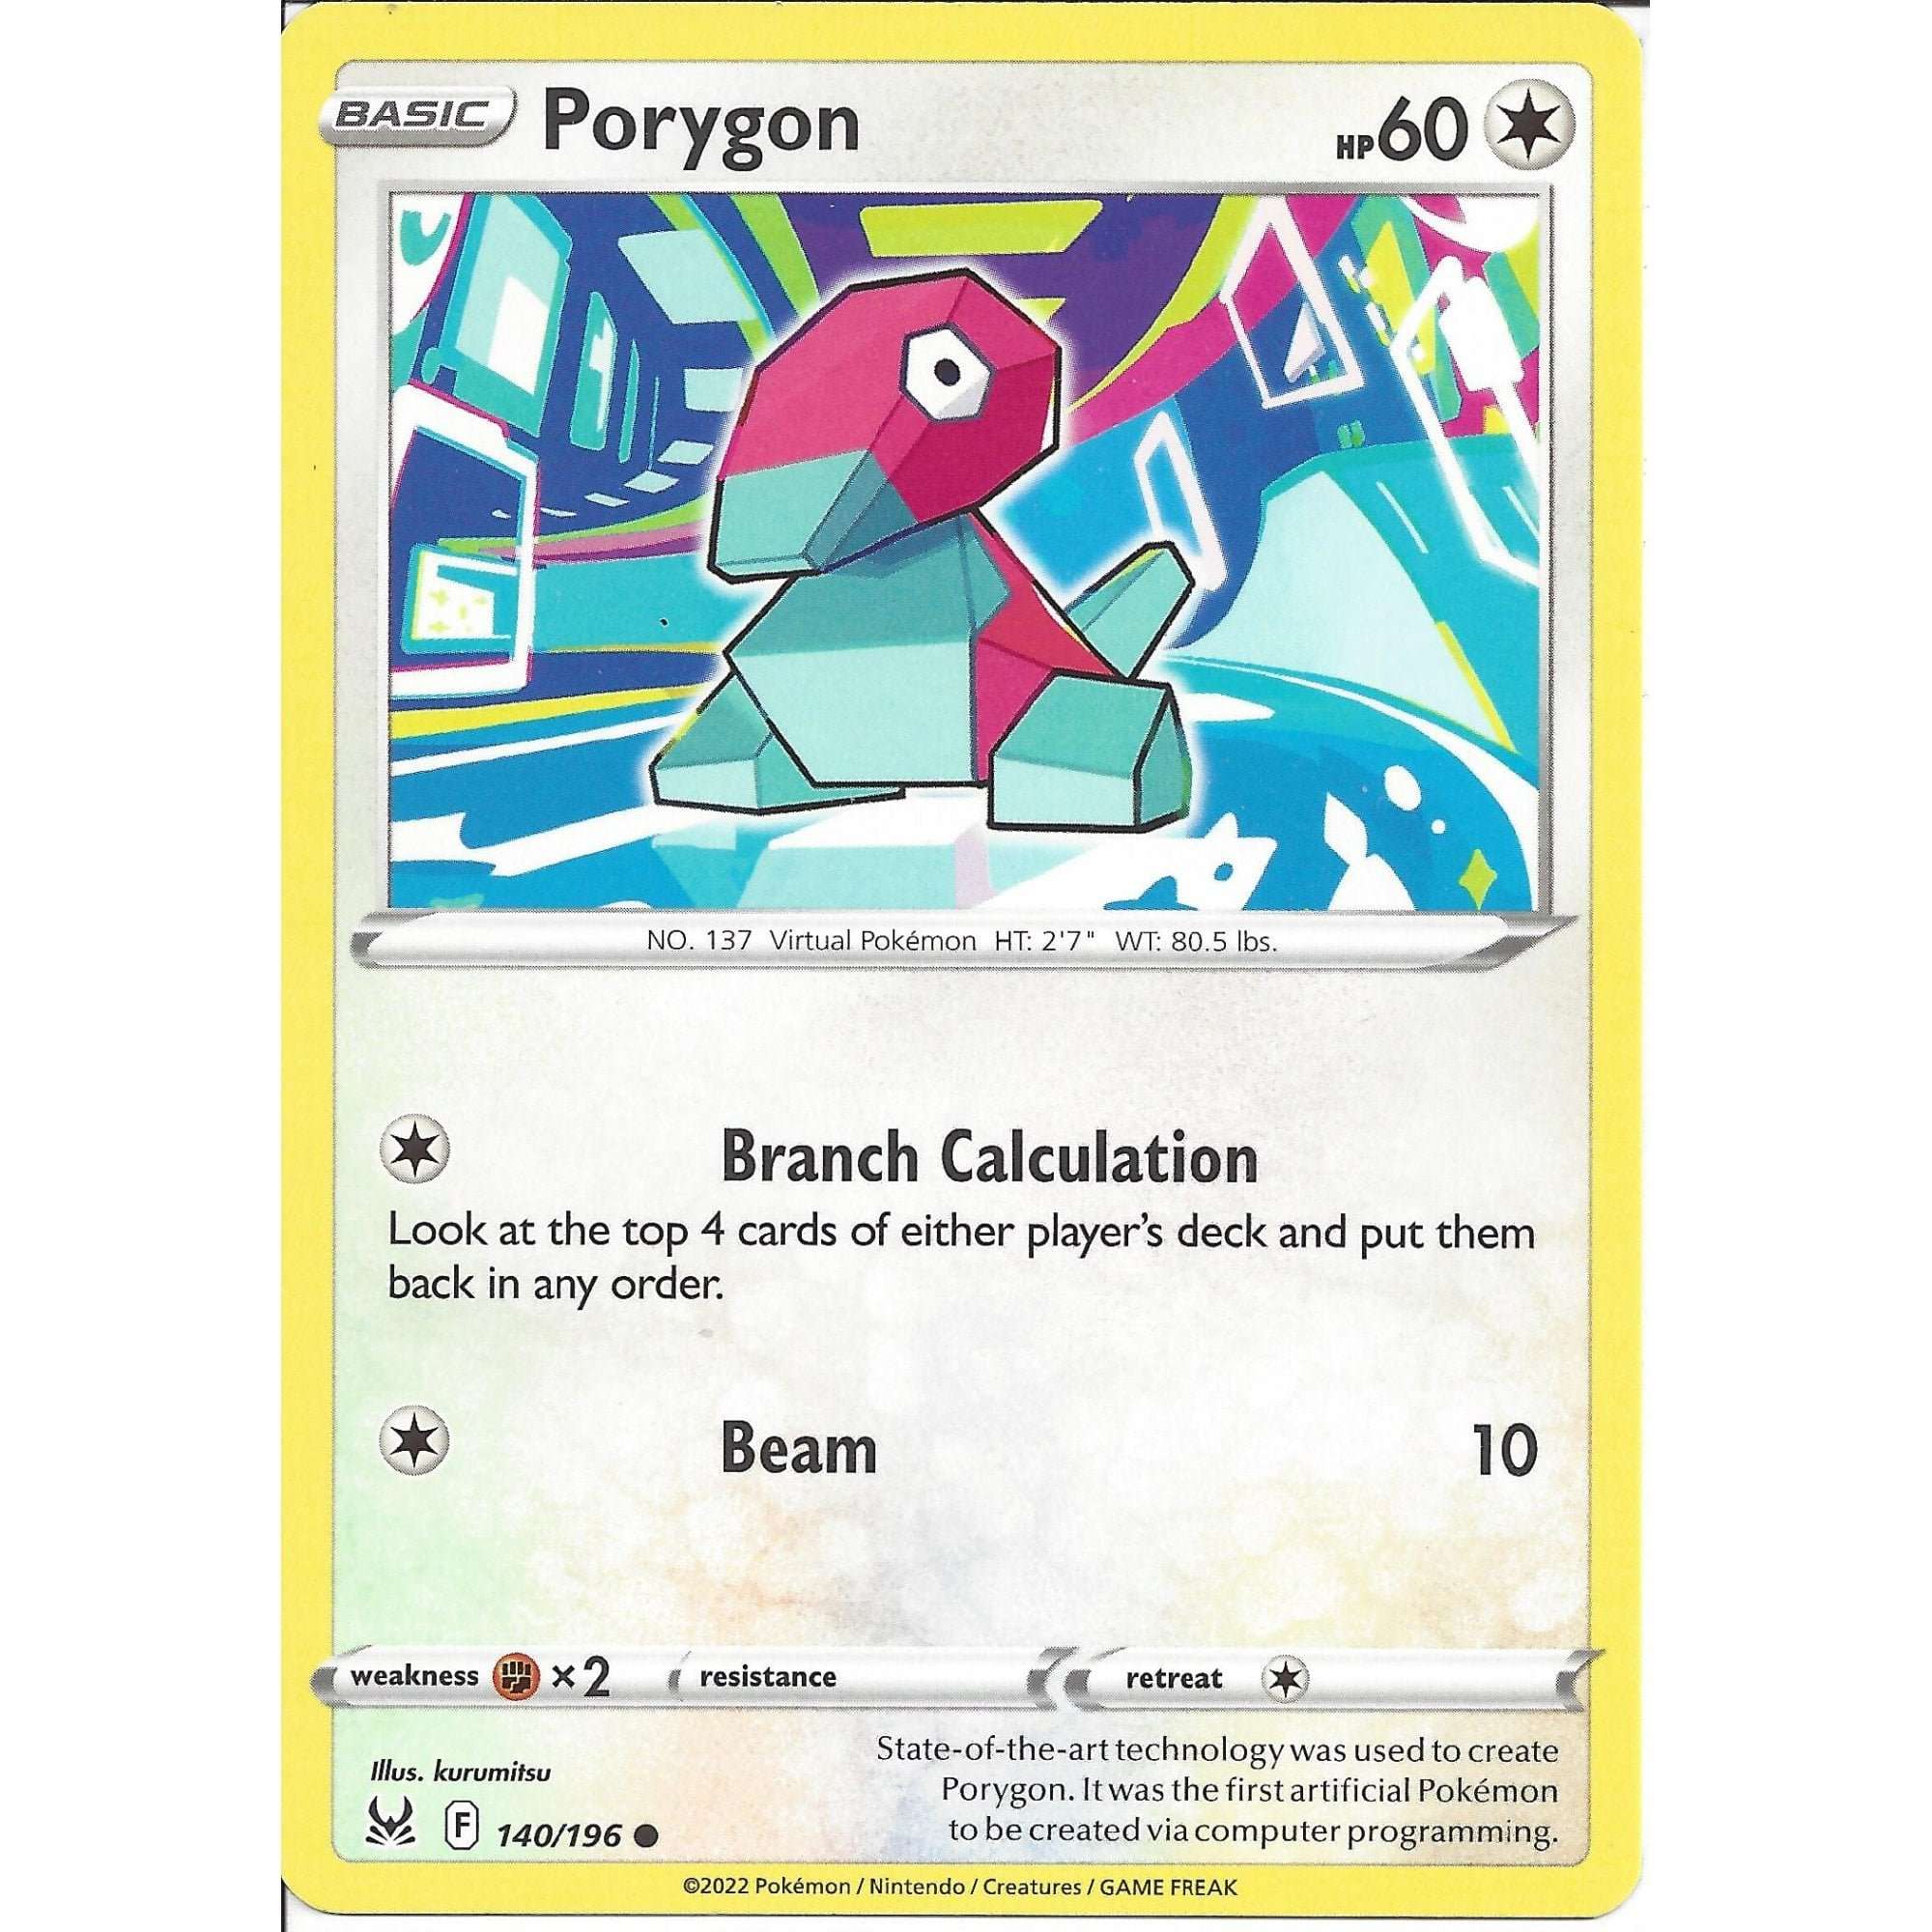 BASIC Porygon HP60
NO. 137 Virtual Pokémon HT: 2'7" WT: 80.5 lbs.
Branch Calculation
Look at the top 4 cards of either player's deck and put them
back in any order.
Beam 10
weakness ×2 resistance retreat
State-of-the-art technology was used to create
Porygon. It was the first artificial Pokémon
to be created via computer programming.
Illus. kurumitsu
F 140/196 ●
©2022 Pokémon / Nintendo / Creatures / GAME FREAK